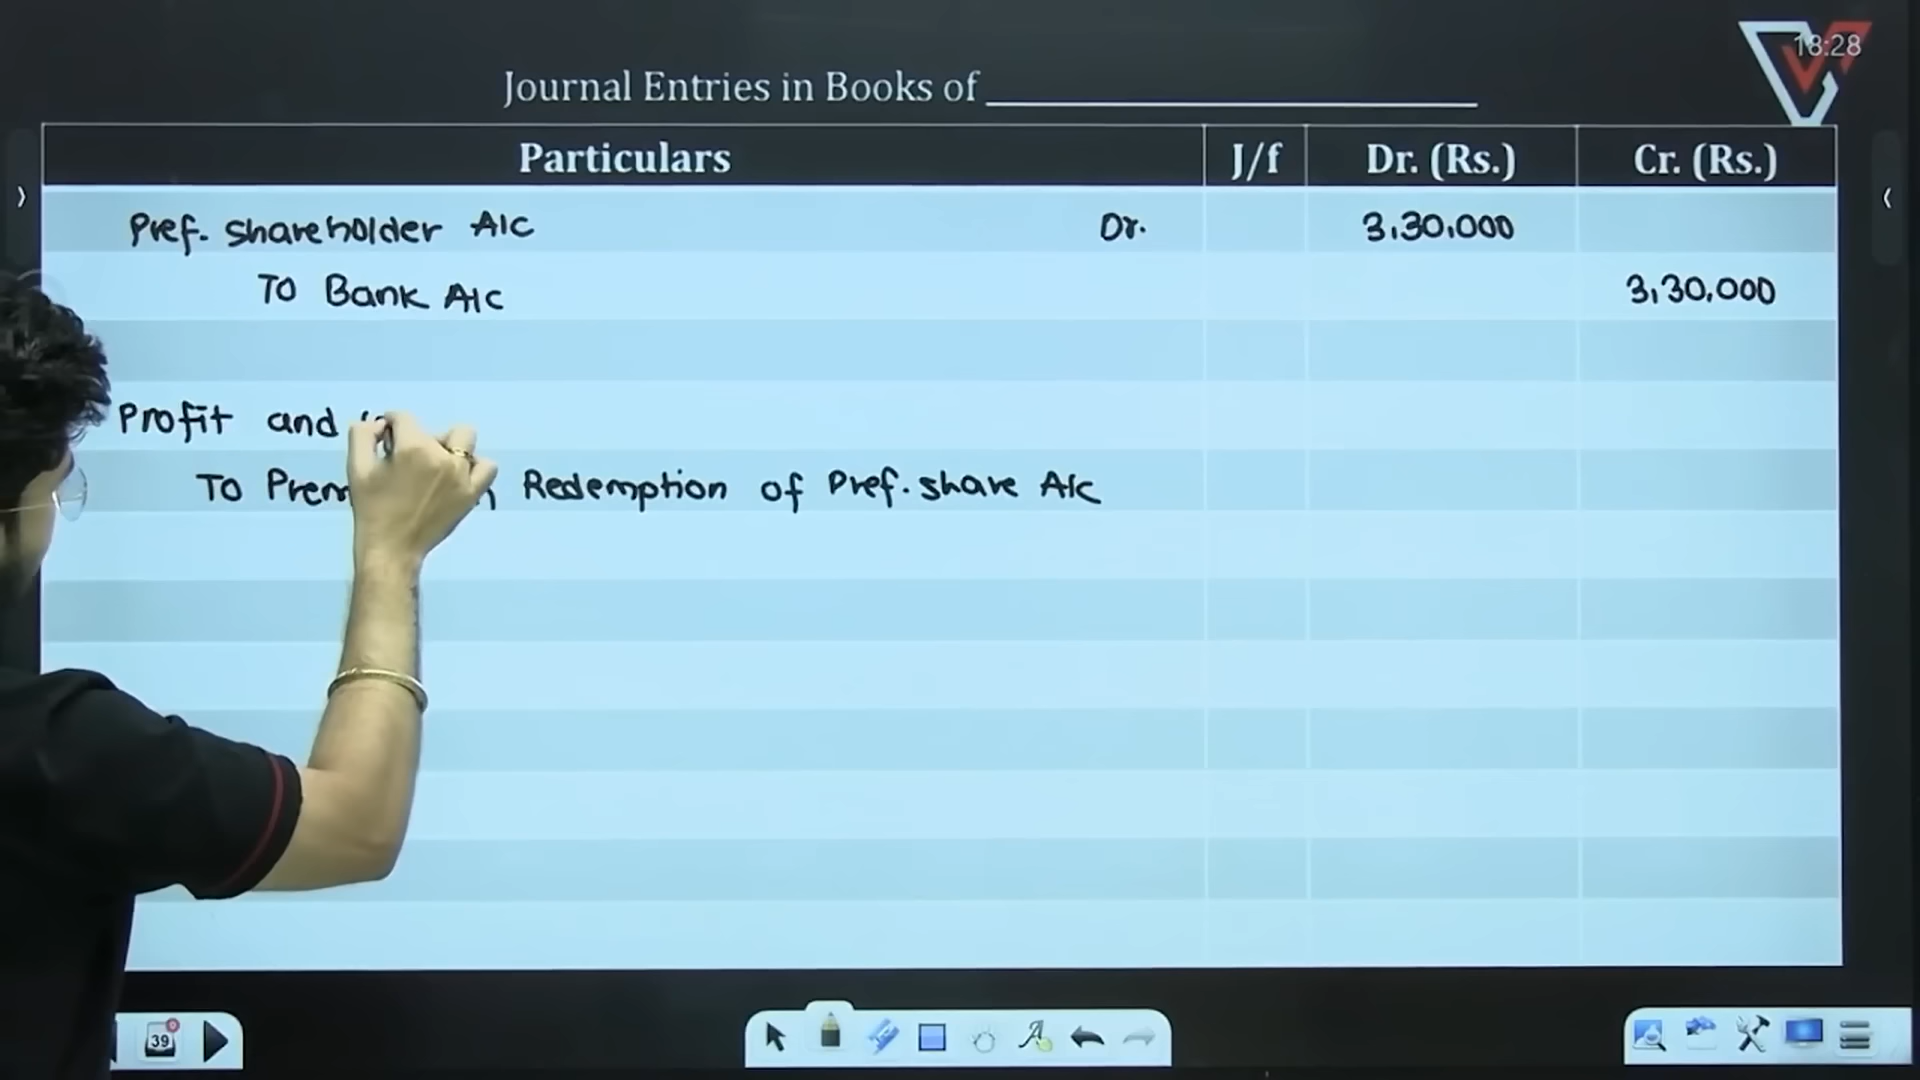 18:28
Journal Entries in Books of
Particulars J/f Dr. (Rs.) Cr. (Rs.)
Pref. shareholder A/c Dr. 3,30,000
To Bank A/c 3,30,000
Profit and
To Redemption of Pref. share A/c
39